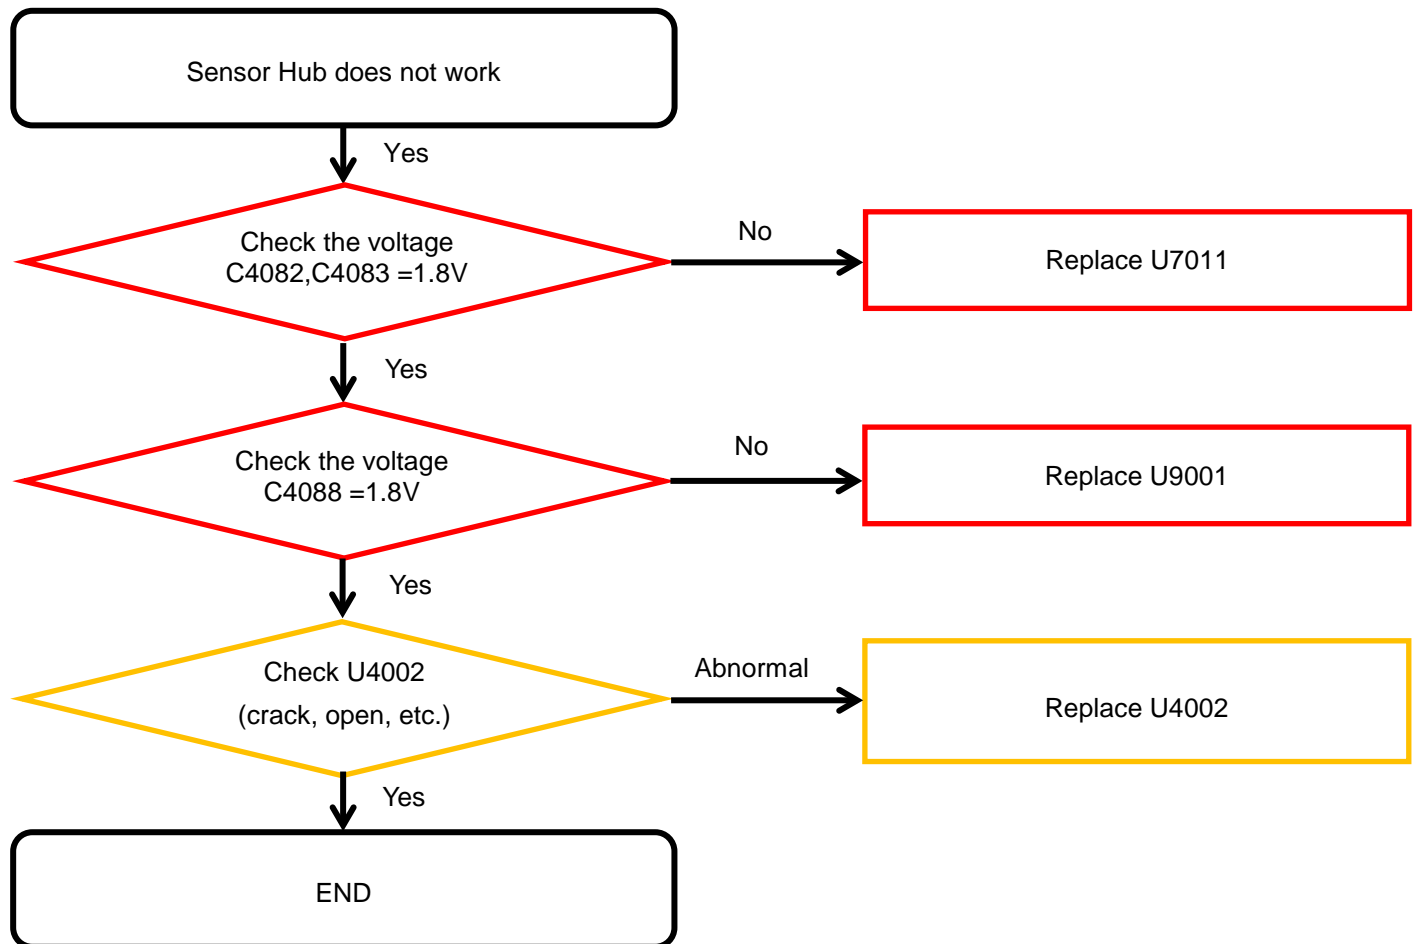 Sensor Hub does not work
Yes
Check the voltage
C4082,C4083 =1.8V
No
Replace U7011
Yes
Check the voltage
C4088 =1.8V
No
Replace U9001
Yes
Check U4002
(crack, open, etc.)
Abnormal
Replace U4002
Yes
END